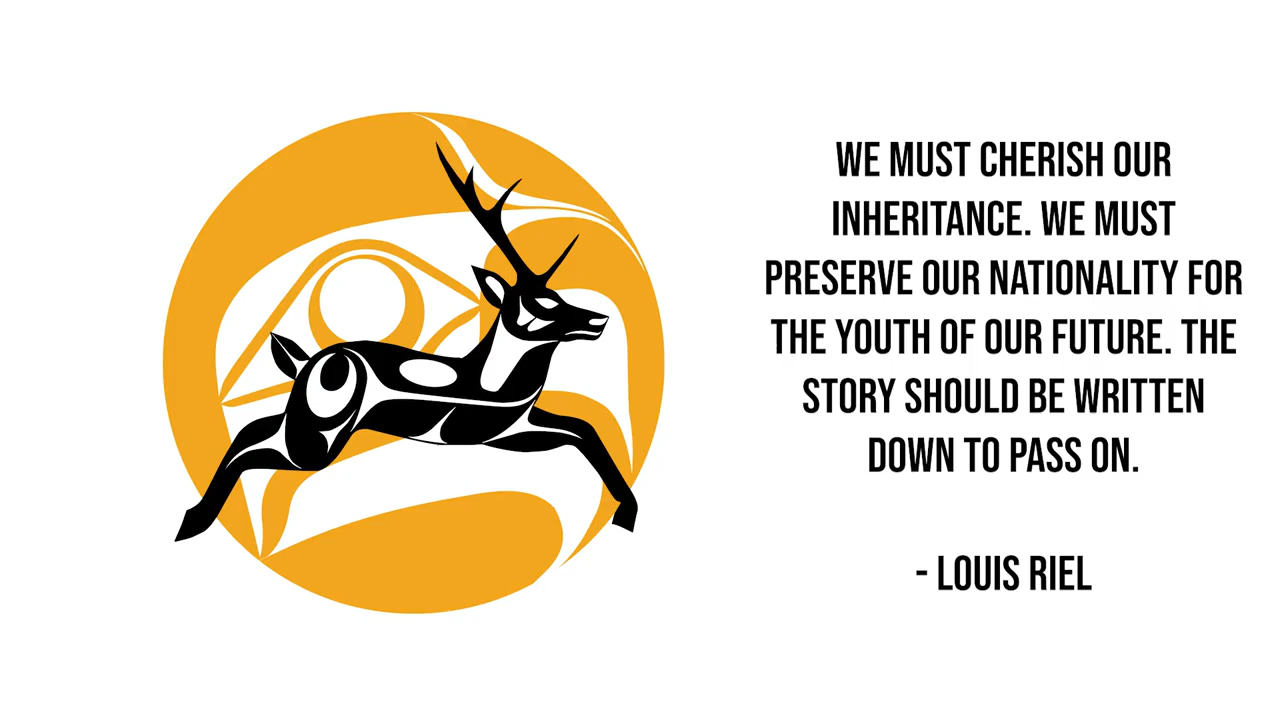 WE MUST CHERISH OUR
INHERITANCE. WE MUST
PRESERVE OUR NATIONALITY FOR
THE YOUTH OF OUR FUTURE. THE
STORY SHOULD BE WRITTEN
DOWN TO PASS ON.
- LOUIS RIEL